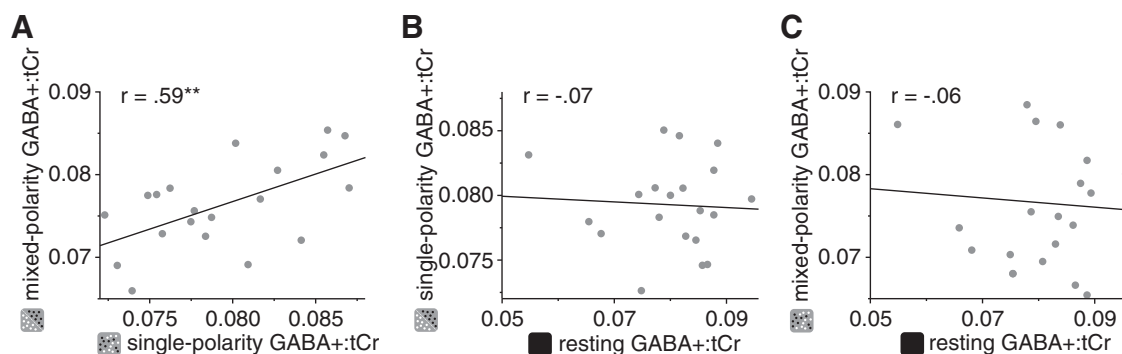 A
mixed-polarity GABA+:tCr
r = .59**
0.09
0.08
0.07
0.075 0.080 0.085
single-polarity GABA+:tCr
B
single-polarity GABA+:tCr
r = -.07
0.085
0.080
0.075
0.05 0.07 0.09
resting GABA+:tCr
C
mixed-polarity GABA+:tCr
r = -.06
0.09
0.08
0.07
0.05 0.07 0.09
resting GABA+:tCr